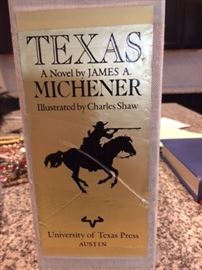 TEXAS
A Novel by JAMES A.
MICHENER
Illustrated by Charles Shaw
University of Texas Press
AUSTIN